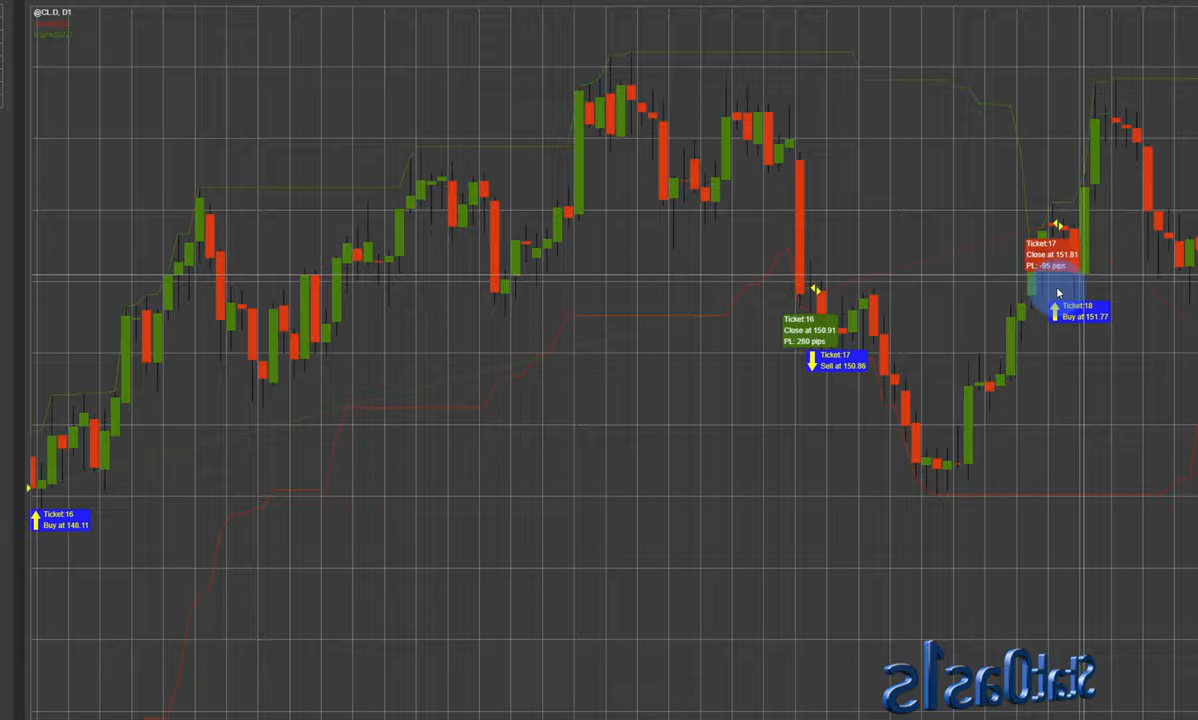 @CL.D, D1
Ticket:17
Close at 151.81
PL: -95 pips
Ticket:18
Buy at 151.77
Ticket:16
Close at 150.91
PL: 280 pips
Ticket:17
Sell at 150.86
Ticket:16
Buy at 148.11
StatOasis